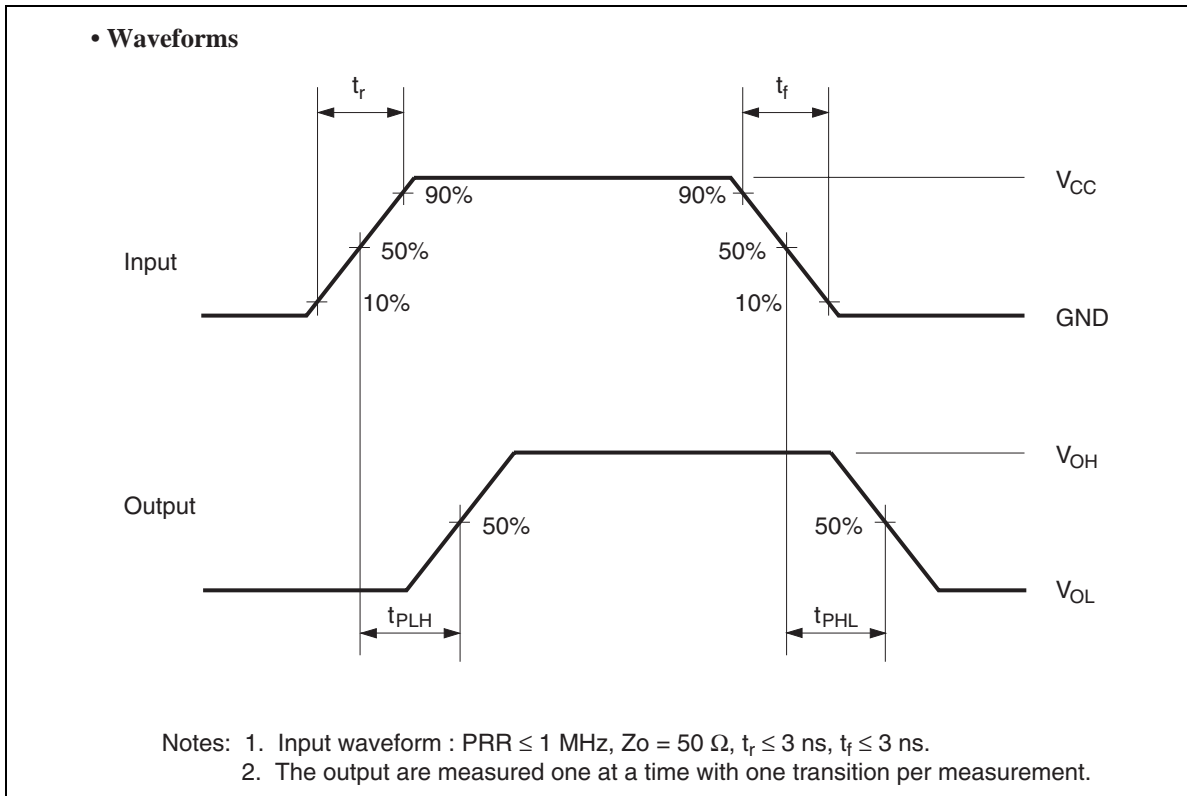 • Waveforms
tr
tf
90%
90%
VCC
50%
50%
Input
10%
10%
GND
VOH
Output
50%
50%
VOL
tPLH
tPHL
Notes: 1. Input waveform : PRR ≤ 1 MHz, Zo = 50 Ω, tr ≤ 3 ns, tf ≤ 3 ns.
2. The output are measured one at a time with one transition per measurement.